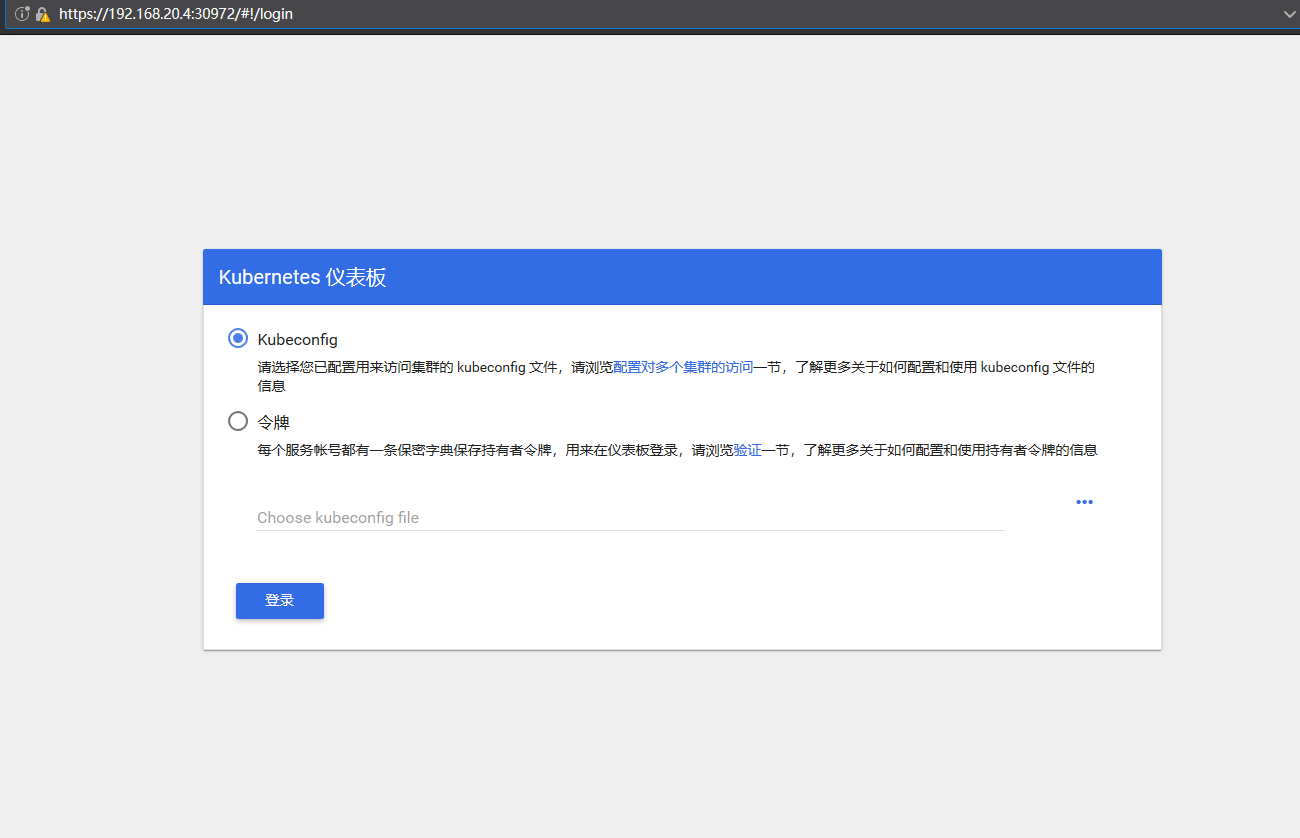 https://192.168.20.4:30972/#!/login
Kubernetes 仪表板
Kubeconfig
请选择您已配置用来访问集群的 kubeconfig 文件，请浏览配置对多个集群的访问一节，了解更多关于如何配置和使用 kubeconfig 文件的
信息
令牌
每个服务帐号都有一条保密字典保存持有者令牌，用来在仪表板登录，请浏览验证一节，了解更多关于如何配置和使用持有者令牌的信息
Choose kubeconfig file
登录